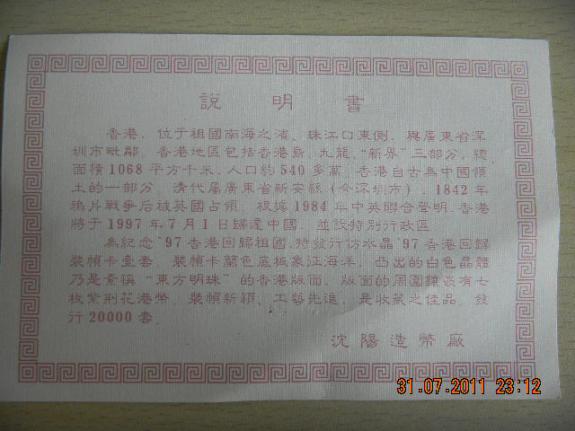 說明書
香港,位于祖國南海之濱,珠江口東側,與廣東省深
圳市毗鄰。香港地區包括香港島、九龍、“新界”三部分,總
面積1068平方千米,人口約540多萬。香港自古為中國領
土的一部分,清代屬廣東省新安縣(今深圳市),1842年
鴉片戰爭后被英國占領。根據1984年中英聯合聲明,香港
將于1997年7月1日歸還中國,并設特別行政區。
為紀念'97香港回歸祖國,特發行仿水晶'97香港回歸
裝幀卡壹套。裝幀卡藍色底板象征海洋,凸出的白色晶體
乃是素稱“東方明珠”的香港版面,版面的周圍鑲嵌有七
枚紫荆花港幣。裝幀新穎,工藝先進,是收藏之佳品。發
行20000套。
沈陽造幣廠
31.07.2011 23:12